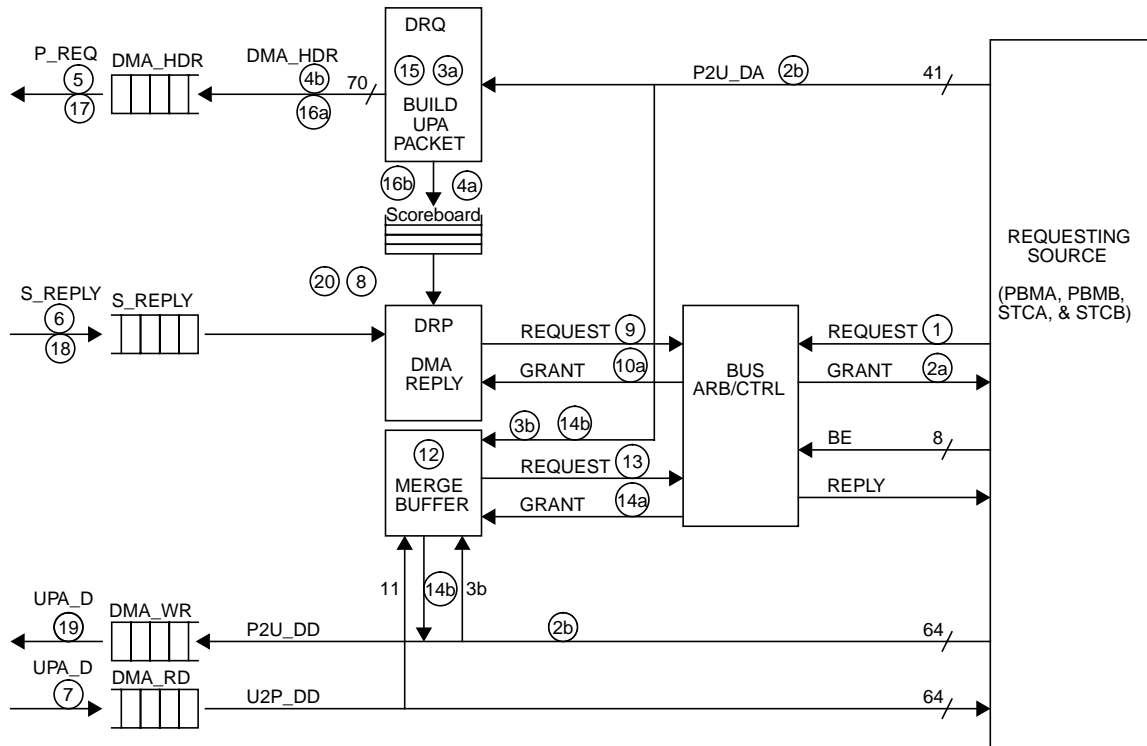 DRQ
15 3a
BUILD
UPA
PACKET
P_REQ
5
17
DMA_HDR
DMA_HDR
4b
16a
70
P2U_DA 2b
41
16b 4a
Scoreboard
20 8
S_REPLY
6
18
S_REPLY
DRP
DMA
REPLY
REQUEST 9
GRANT 10a
BUS
ARB/CTRL
REQUEST 1
GRANT 2a
BE 8
REPLY
REQUESTING
SOURCE
(PBMA, PBMB,
STCA, & STCB)
3b 14b
12
MERGE
BUFFER
REQUEST 13
GRANT 14a
11 14b 3b
UPA_D
19
DMA_WR
P2U_DD
2b
64
UPA_D
7
DMA_RD
U2P_DD
64